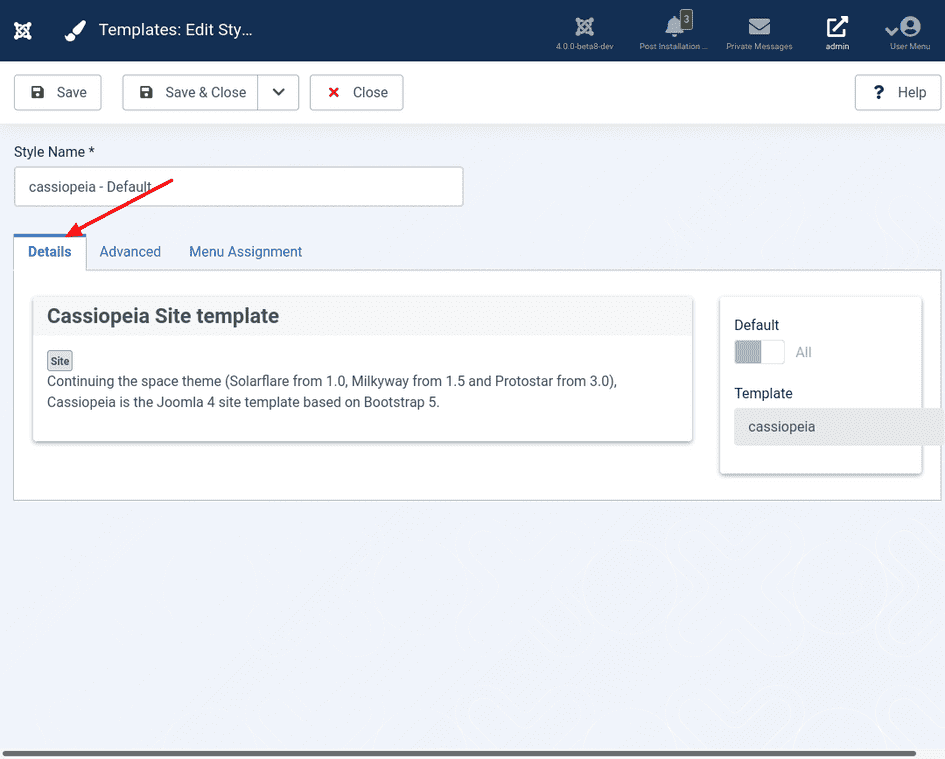 Templates: Edit Sty...
4.0.0-beta8-dev
3
Post Installation ...
Private Messages
admin
User Menu
Save
Save & Close
Close
? Help
Style Name *
cassiopeia - Default
Details
Advanced
Menu Assignment
Cassiopeia Site template
Site
Continuing the space theme (Solarflare from 1.0, Milkyway from 1.5 and Protostar from 3.0),
Cassiopeia is the Joomla 4 site template based on Bootstrap 5.
Default
All
Template
cassiopeia